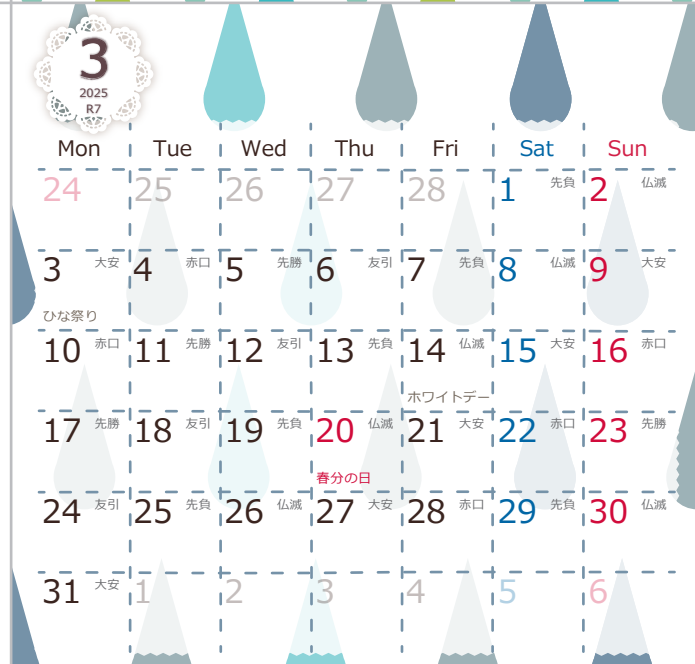 3
2025
R7
Mon Tue Wed Thu Fri Sat Sun
24 25 26 27 28 1 先負 2 仏滅
3 大安 4 赤口 5 先勝 6 友引 7 先負 8 仏滅 9 大安
ひな祭り
10 赤口 11 先勝 12 友引 13 先負 14 仏滅 15 大安 16 赤口
ホワイトデー
17 先勝 18 友引 19 先負 20 仏滅 21 大安 22 赤口 23 先勝
春分の日
24 友引 25 先負 26 仏滅 27 大安 28 赤口 29 先負 30 仏滅
31 大安 1 2 3 4 5 6